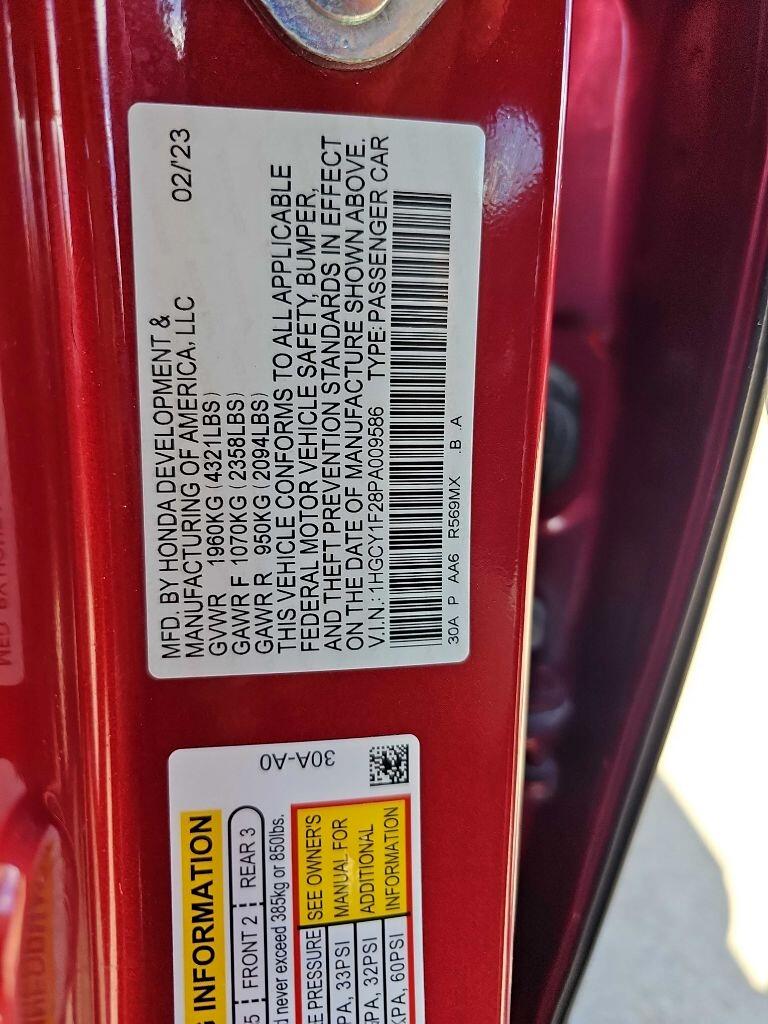 MFD. BY HONDA DEVELOPMENT & 02/'23
MANUFACTURING OF AMERICA, LLC
GVWR 1960KG (4321LBS)
GAWR F 1070KG (2358LBS)
GAWR R 950KG (2094LBS)
THIS VEHICLE CONFORMS TO ALL APPLICABLE
FEDERAL MOTOR VEHICLE SAFETY, BUMPER,
AND THEFT PREVENTION STANDARDS IN EFFECT
ON THE DATE OF MANUFACTURE SHOWN ABOVE.
V.I.N.: 1HGCY1F28PA009586 TYPE: PASSENGER CAR
30A P AA6 R569MX .B .A
30A-A0
INFORMATION
5 FRONT 2 REAR 3
never exceed 385kg or 850lbs.
PRESSURE SEE OWNER'S
33PSI MANUAL FOR
32PSI ADDITIONAL
60PSI INFORMATION